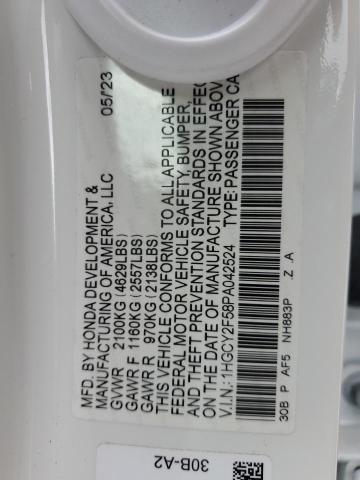 MFD. BY HONDA DEVELOPMENT &
MANUFACTURING OF AMERICA, LLC 05/'23
GVWR 2100KG (4629LBS)
GAWR F 1160KG (2557LBS)
GAWR R 970KG (2138LBS)
THIS VEHICLE CONFORMS TO ALL APPLICABLE
FEDERAL MOTOR VEHICLE SAFETY, BUMPER,
AND THEFT PREVENTION STANDARDS IN EFFEC
ON THE DATE OF MANUFACTURE SHOWN ABOVE
V.I.N.: 1HGCY2F58PA042524 TYPE: PASSENGER CA
30B P AF5 NH883P .Z .A
30B-A2